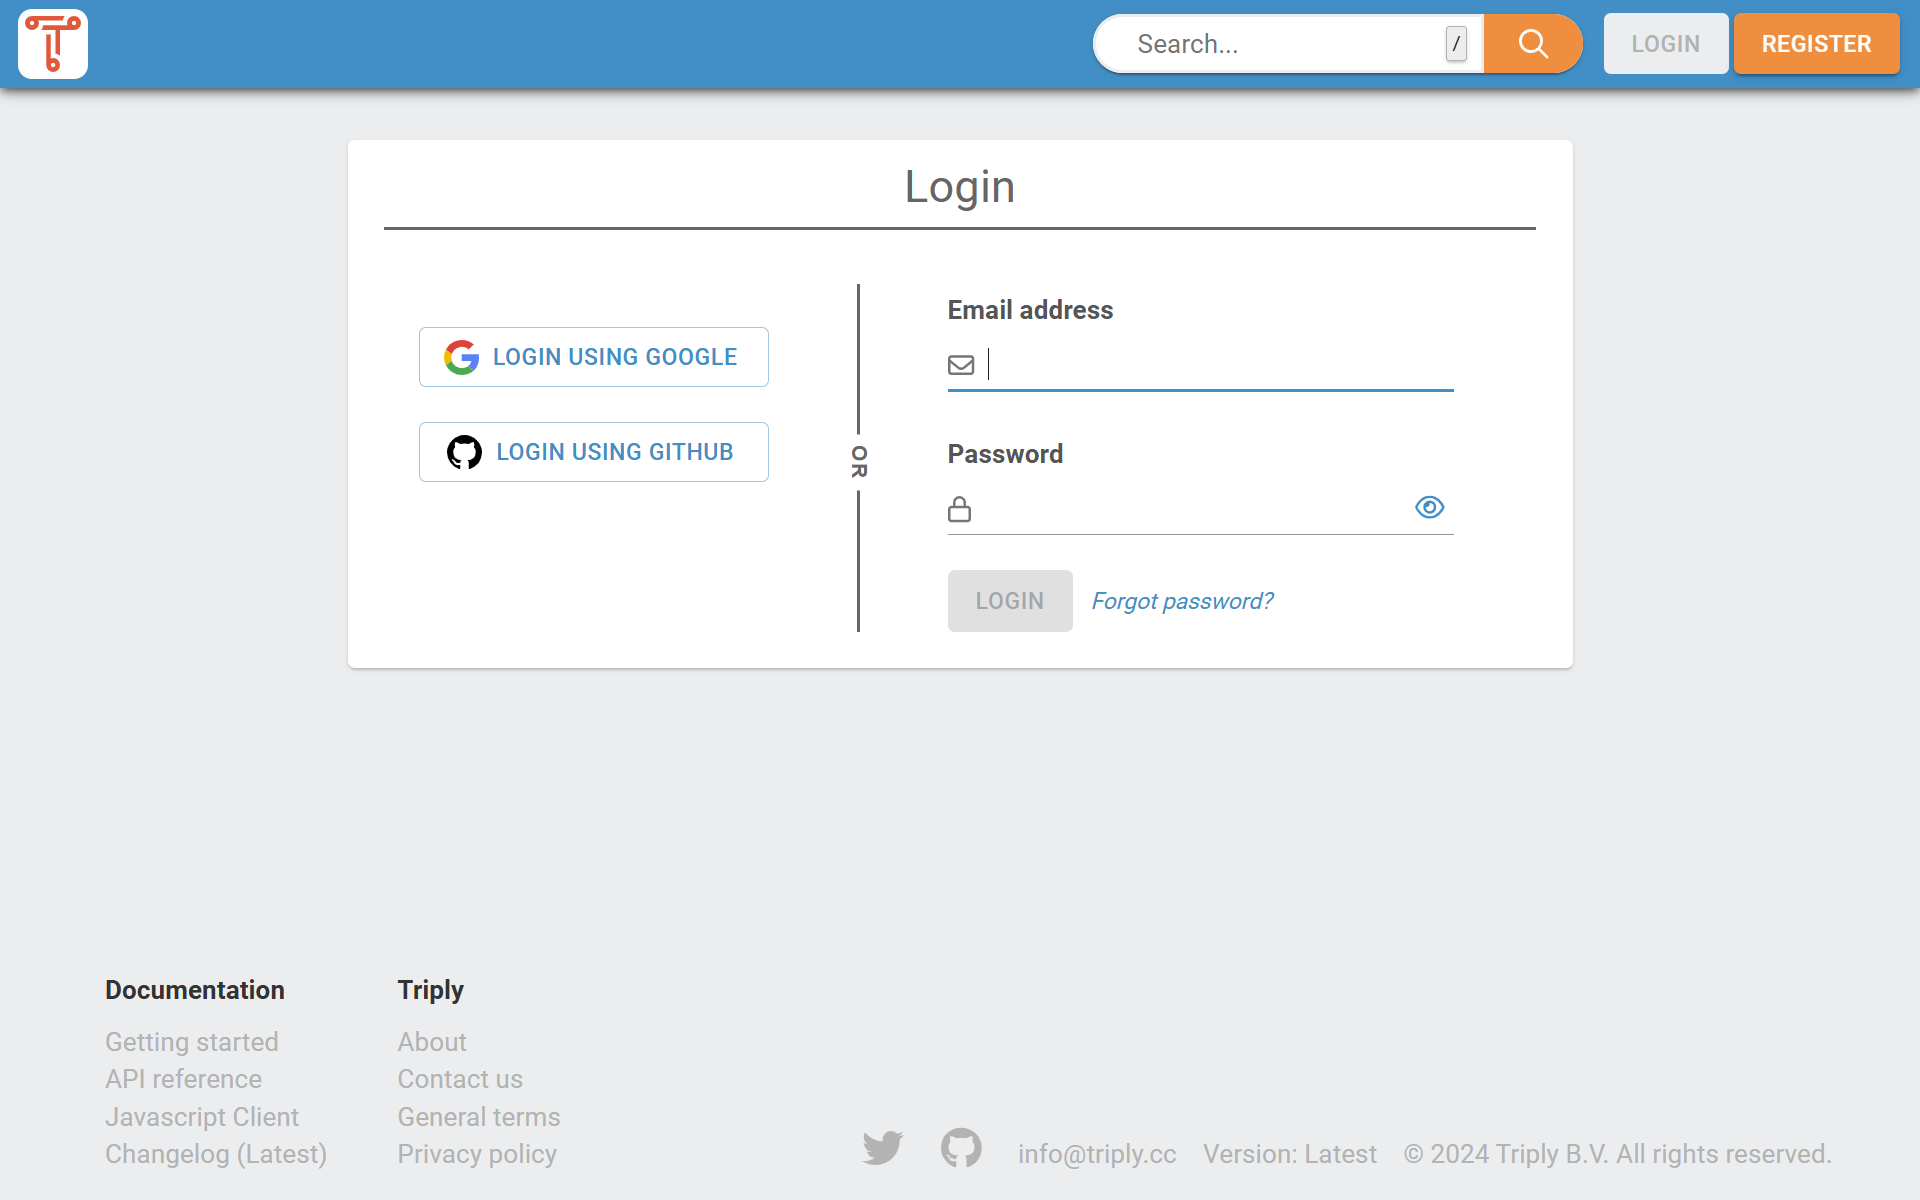 Search...
/
LOGIN
REGISTER
Login
LOGIN USING GOOGLE
LOGIN USING GITHUB
OR
Email address
Password
LOGIN
Forgot password?
Documentation
Getting started
API reference
Javascript Client
Changelog (Latest)
Triply
About
Contact us
General terms
Privacy policy
info@triply.cc
Version: Latest
© 2024 Triply B.V. All rights reserved.